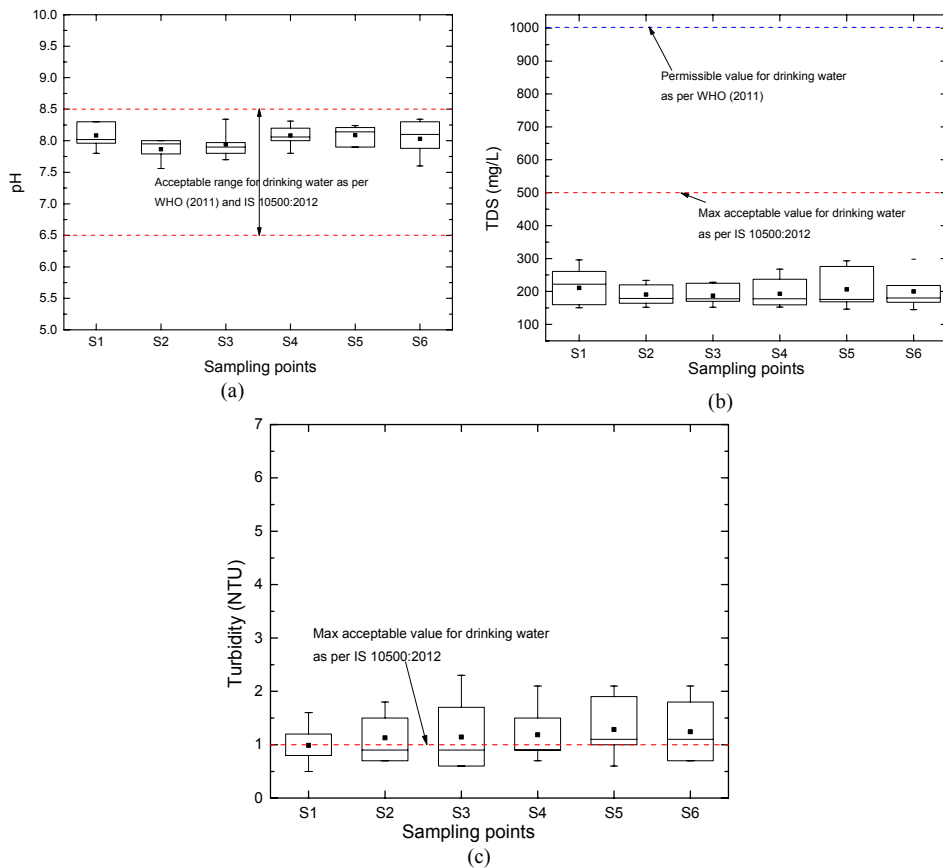 10.0
9.5
9.0
8.5
8.0
7.5
7.0
6.5
6.0
5.5
5.0
pH
Acceptable range for drinking water as per
WHO (2011) and IS 10500:2012
S1 S2 S3 S4 S5 S6
Sampling points
(a)
1000
900
800
700
600
500
400
300
200
100
TDS (mg/L)
Permissible value for drinking water
as per WHO (2011)
Max acceptable value for drinking water
as per IS 10500:2012
S1 S2 S3 S4 S5 S6
Sampling points
(b)
7
6
5
4
3
2
1
0
Turbidity (NTU)
Max acceptable value for drinking water
as per IS 10500:2012
S1 S2 S3 S4 S5 S6
Sampling points
(c)